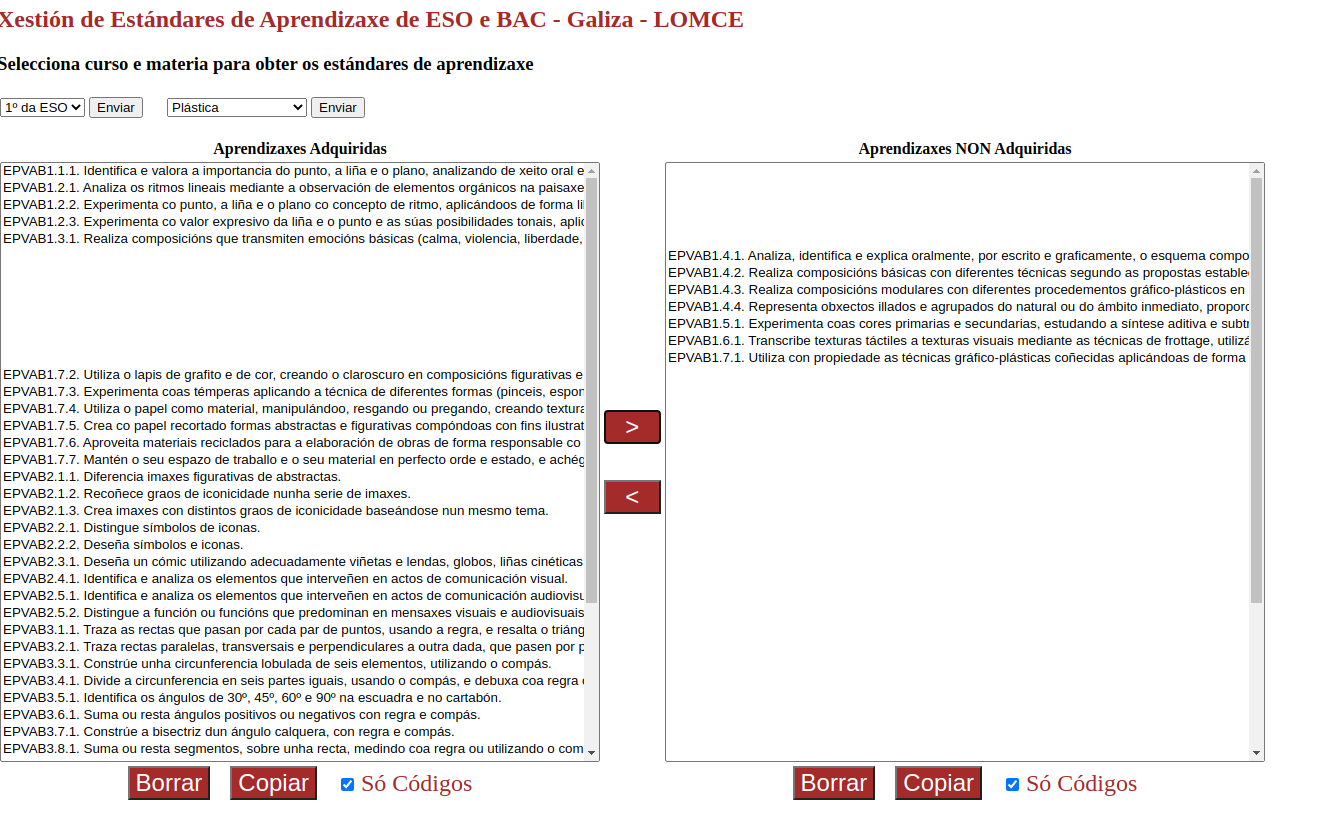 Xestión de Estándares de Aprendizaxe de ESO e BAC - Galiza - LOMCE
Selecciona curso e materia para obter os estándares de aprendizaxe
1º da ESO Enviar Plástica Enviar
Aprendizaxes Adquiridas
EPVAB1.1.1. Identifica e valora a importancia do punto, a liña e o plano, analizando de xeito oral e
EPVAB1.2.1. Analiza os ritmos lineais mediante a observación de elementos orgánicos na paisaxe
EPVAB1.2.2. Experimenta co punto, a liña e o plano co concepto de ritmo, aplicándoos de forma li
EPVAB1.2.3. Experimenta co valor expresivo da liña e o punto e as súas posibilidades tonais, aplic
EPVAB1.3.1. Realiza composicións que transmiten emocións básicas (calma, violencia, liberdade,
EPVAB1.7.2. Utiliza o lapis de grafito e de cor, creando o claroscuro en composicións figurativas e
EPVAB1.7.3. Experimenta coas témperas aplicando a técnica de diferentes formas (pinceis, espon
EPVAB1.7.4. Utiliza o papel como material, manipulándoo, resgando ou pregando, creando textura
EPVAB1.7.5. Crea co papel recortado formas abstractas e figurativas compóndoas con fins ilustrat
EPVAB1.7.6. Aproveita materiais reciclados para a elaboración de obras de forma responsable co
EPVAB1.7.7. Mantén o seu espazo de traballo e o seu material en perfecto orde e estado, e achég
EPVAB2.1.1. Diferencia imaxes figurativas de abstractas.
EPVAB2.1.2. Recoñece graos de iconicidade nunha serie de imaxes.
EPVAB2.1.3. Crea imaxes con distintos graos de iconicidade baseándose nun mesmo tema.
EPVAB2.2.1. Distingue símbolos de iconas.
EPVAB2.2.2. Deseña símbolos e iconas.
EPVAB2.3.1. Deseña un cómic utilizando adecuadamente viñetas e lendas, globos, liñas cinéticas
EPVAB2.4.1. Identifica e analiza os elementos que interveñen en actos de comunicación visual.
EPVAB2.5.1. Identifica e analiza os elementos que interveñen en actos de comunicación audiovisu
EPVAB2.5.2. Distingue a función ou funcións que predominan en mensaxes visuais e audiovisuais
EPVAB3.1.1. Traza as rectas que pasan por cada par de puntos, usando a regra, e resalta o triáng
EPVAB3.2.1. Traza rectas paralelas, transversais e perpendiculares a outra dada, que pasen por p
EPVAB3.3.1. Constrúe unha circunferencia lobulada de seis elementos, utilizando o compás.
EPVAB3.4.1. Divide a circunferencia en seis partes iguais, usando o compás, e debuxa coa regra
EPVAB3.5.1. Identifica os ángulos de 30º, 45º, 60º e 90º na escuadra e no cartabón.
EPVAB3.6.1. Suma ou resta ángulos positivos ou negativos con regra e compás.
EPVAB3.7.1. Constrúe a bisectriz dun ángulo calquera, con regra e compás.
EPVAB3.8.1. Suma ou resta segmentos, sobre unha recta, medindo coa regra ou utilizando o com
Borrar Copiar Só Códigos
>
<
Aprendizaxes NON Adquiridas
EPVAB1.4.1. Analiza, identifica e explica oralmente, por escrito e graficamente, o esquema compo
EPVAB1.4.2. Realiza composicións básicas con diferentes técnicas segundo as propostas estable
EPVAB1.4.3. Realiza composicións modulares con diferentes procedementos gráfico-plásticos en
EPVAB1.4.4. Representa obxectos illados e agrupados do natural ou do ámbito inmediato, proporc
EPVAB1.5.1. Experimenta coas cores primarias e secundarias, estudando a síntese aditiva e subtr
EPVAB1.6.1. Transcribe texturas táctiles a texturas visuais mediante as técnicas de frottage, utilizá
EPVAB1.7.1. Utiliza con propiedade as técnicas gráfico-plásticas coñecidas aplicándoas de forma
Borrar Copiar Só Códigos